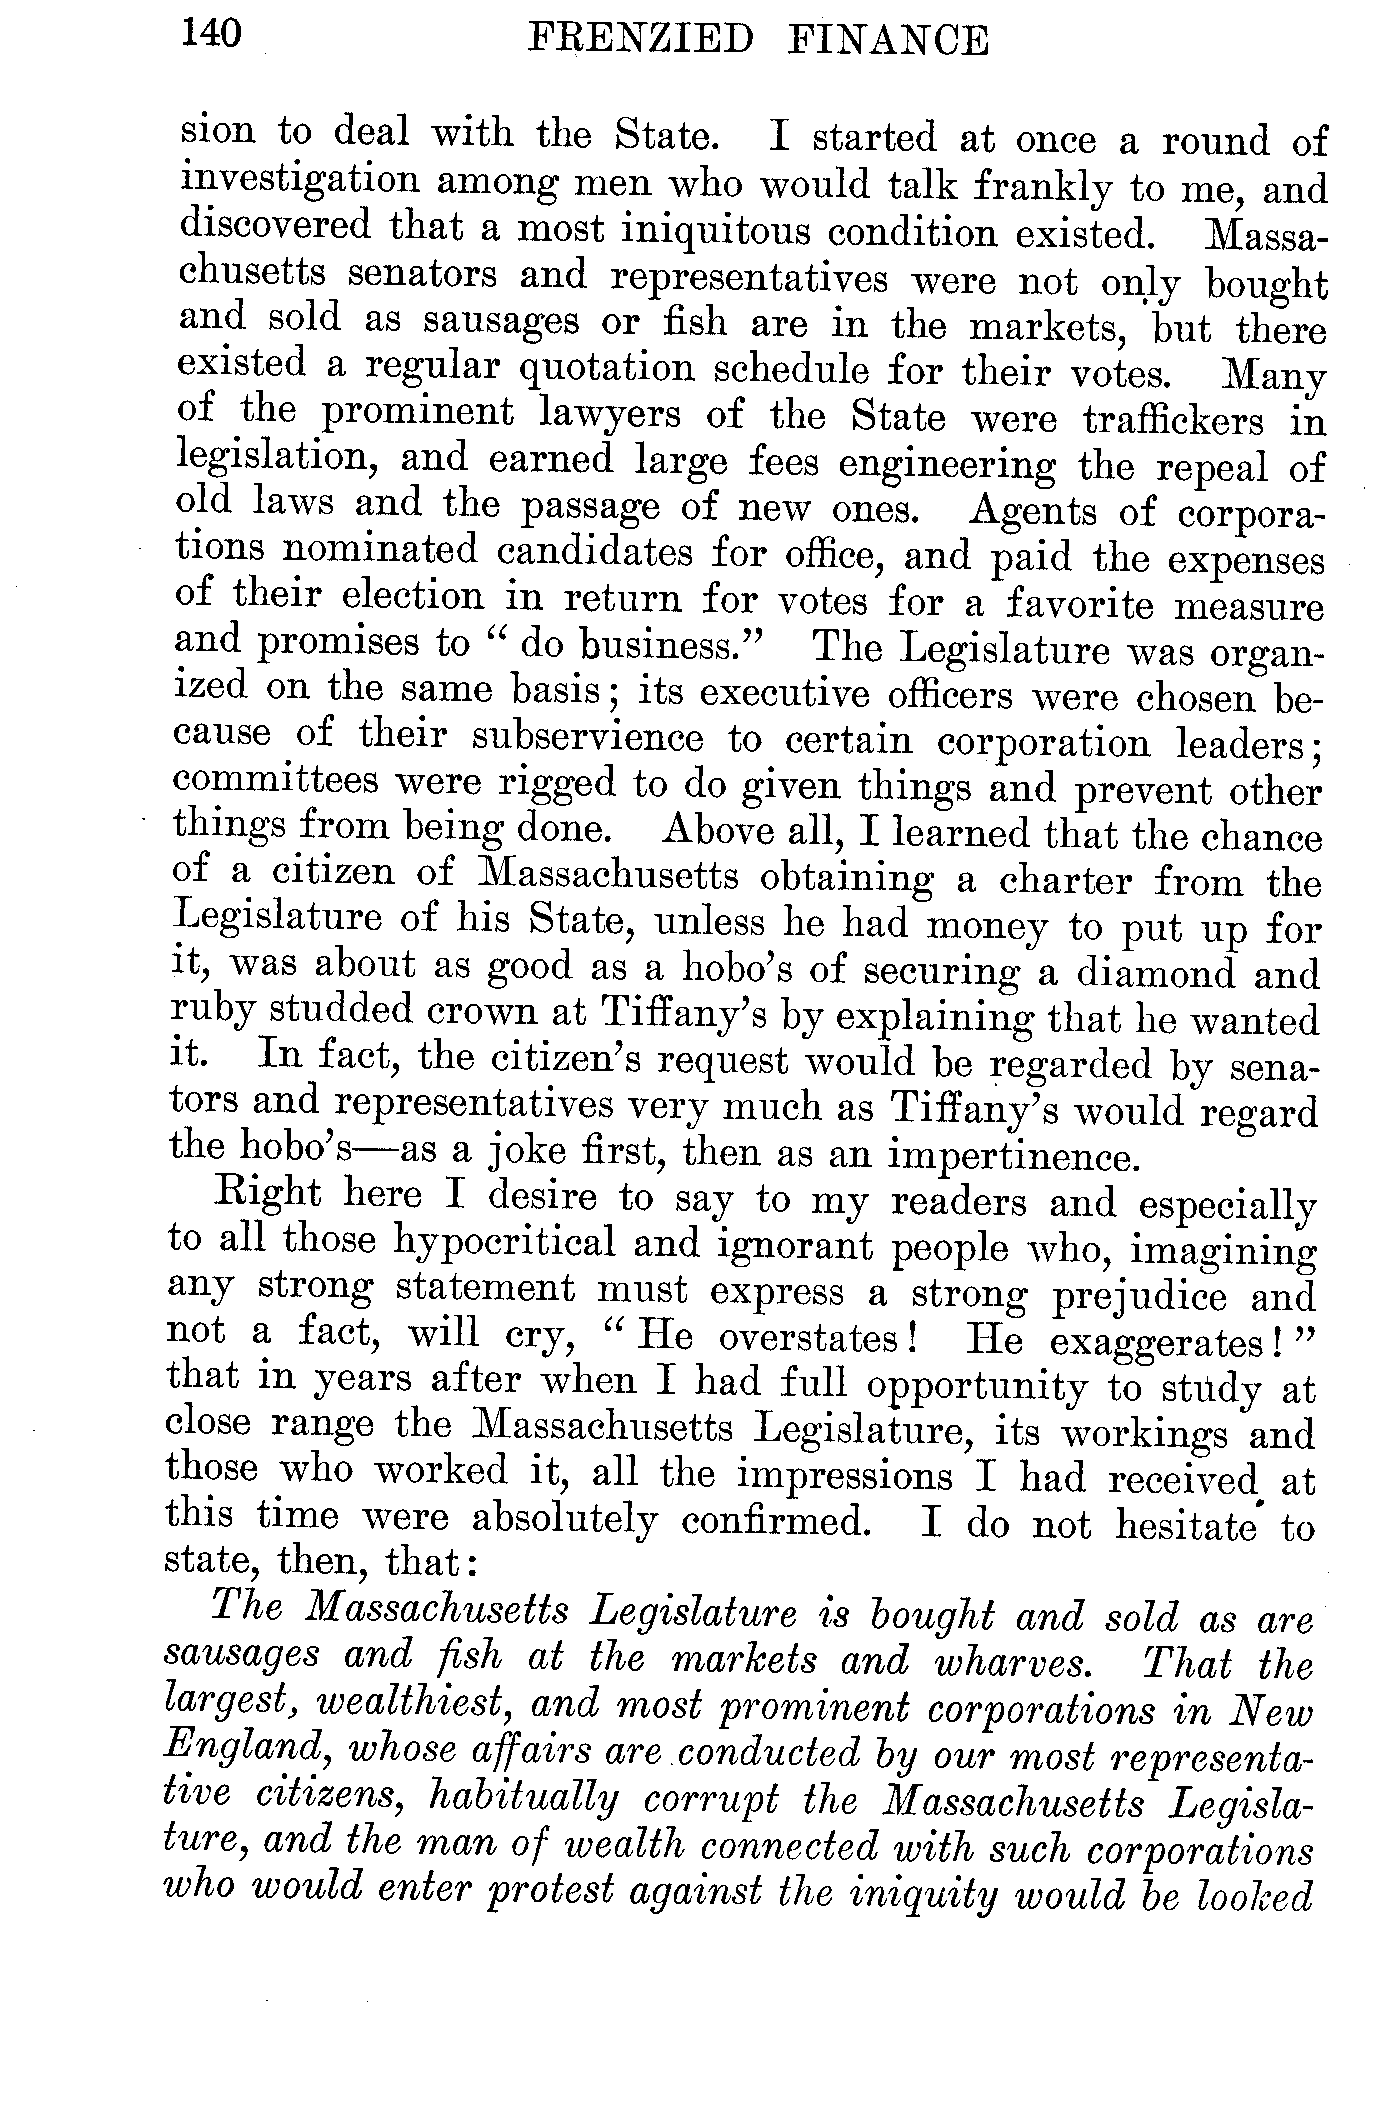 140 FRENZIED FINANCE
sion to deal with the State. I started at once a round of
investigation among men who would talk frankly to me, and
discovered that a most iniquitous condition existed. Massa-
chusetts senators and representatives were not only bought
and sold as sausages or fish are in the markets, but there
existed a regular quotation schedule for their votes. Many
of the prominent lawyers of the State were traffickers in
legislation, and earned large fees engineering the repeal of
old laws and the passage of new ones. Agents of corpora-
tions nominated candidates for office, and paid the expenses
of their election in return for votes for a favorite measure
and promises to “ do business.” The Legislature was organ-
ized on the same basis; its executive officers were chosen be-
cause of their subservience to certain corporation leaders;
committees were rigged to do given things and prevent other
things from being done. Above all, I learned that the chance
of a citizen of Massachusetts obtaining a charter from the
Legislature of his State, unless he had money to put up for
it, was about as good as a hobo’s of securing a diamond and
ruby studded crown at Tiffany’s by explaining that he wanted
it. In fact, the citizen’s request would be regarded by sena-
tors and representatives very much as Tiffany’s would regard
the hobo’s—as a joke first, then as an impertinence.
Right here I desire to say to my readers and especially
to all those hypocritical and ignorant people who, imagining
any strong statement must express a strong prejudice and
not a fact, will cry, “ He overstates! He exaggerates! ”
that in years after when I had full opportunity to study at
close range the Massachusetts Legislature, its workings and
those who worked it, all the impressions I had received at
this time were absolutely confirmed. I do not hesitate to
state, then, that:
The Massachusetts Legislature is bought and sold as are
sausages and fish at the markets and wharves. That the
largest, wealthiest, and most prominent corporations in New
England, whose affairs are conducted by our most representa-
tive citizens, habitually corrupt the Massachusetts Legisla-
ture, and the man of wealth connected with such corporations
who would enter protest against the iniquity would be looked